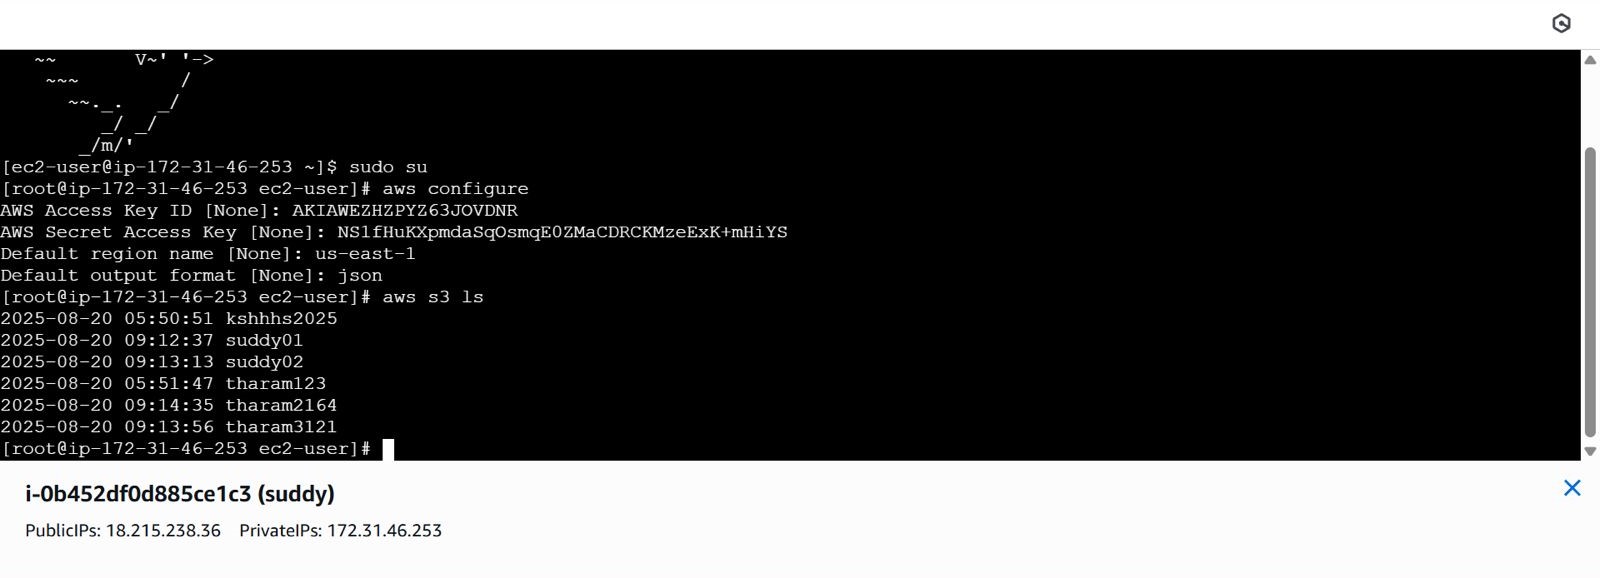 ~~       V~' '->
~~~         /
~~._.   _/
_/ _/
_/m/'
[ec2-user@ip-172-31-46-253 ~]$ sudo su
[root@ip-172-31-46-253 ec2-user]# aws configure
AWS Access Key ID [None]: AKIAWEZHZPYZ63JOVDNR
AWS Secret Access Key [None]: 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
Default region name [None]: us-east-1
Default output format [None]: json
[root@ip-172-31-46-253 ec2-user]# aws s3 ls
2025-08-20 05:50:51 kshhhs2025
2025-08-20 09:12:37 suddy01
2025-08-20 09:13:13 suddy02
2025-08-20 05:51:47 tharam123
2025-08-20 09:14:35 tharam2164
2025-08-20 09:13:56 tharam3121
[root@ip-172-31-46-253 ec2-user]#
i-0b452df0d885ce1c3 (suddy)
PublicIPs: 18.215.238.36 PrivateIPs: 172.31.46.253